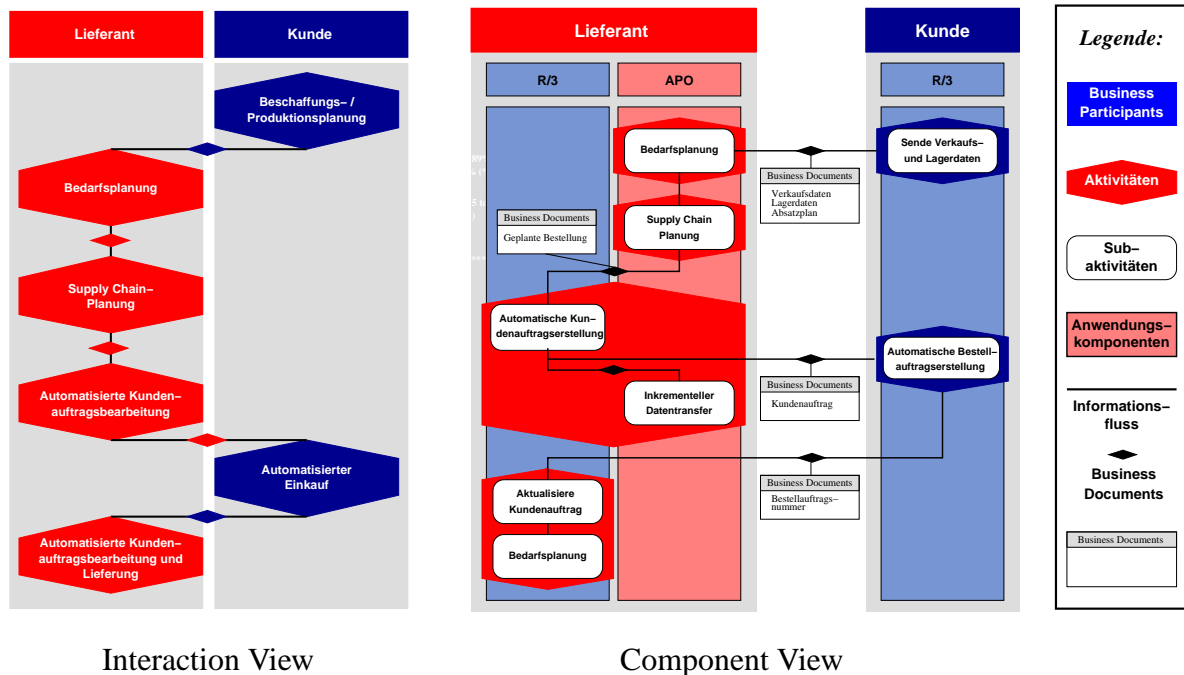 Lieferant
Kunde
Beschaffungs– /
Produktionsplanung
Bedarfsplanung
Supply Chain–
Planung
Automatisierte Kunden–
auftragsbearbeitung
Automatisierter
Einkauf
Automatisierte Kunden–
auftragsbearbeitung und
Lieferung
Interaction View
Lieferant
Kunde
R/3
APO
R/3
Bedarfsplanung
Sende Verkaufs–
und Lagerdaten
Business Documents
Verkaufsdaten
Lagerdaten
Absatzplan
Business Documents
Geplante Bestellung
Supply Chain
Planung
Automatische Kun–
denauftragserstellung
Automatische Bestell–
auftragserstellung
Business Documents
Kundenauftrag
Inkrementeller
Datentransfer
Business Documents
Bestellauftrags–
nummer
Aktualisiere
Kundenauftrag
Bedarfsplanung
Component View
Legende:
Business
Participants
Aktivitäten
Sub–
aktivitäten
Anwendungs–
komponenten
Informations–
fluss
Business
Documents
Business Documents